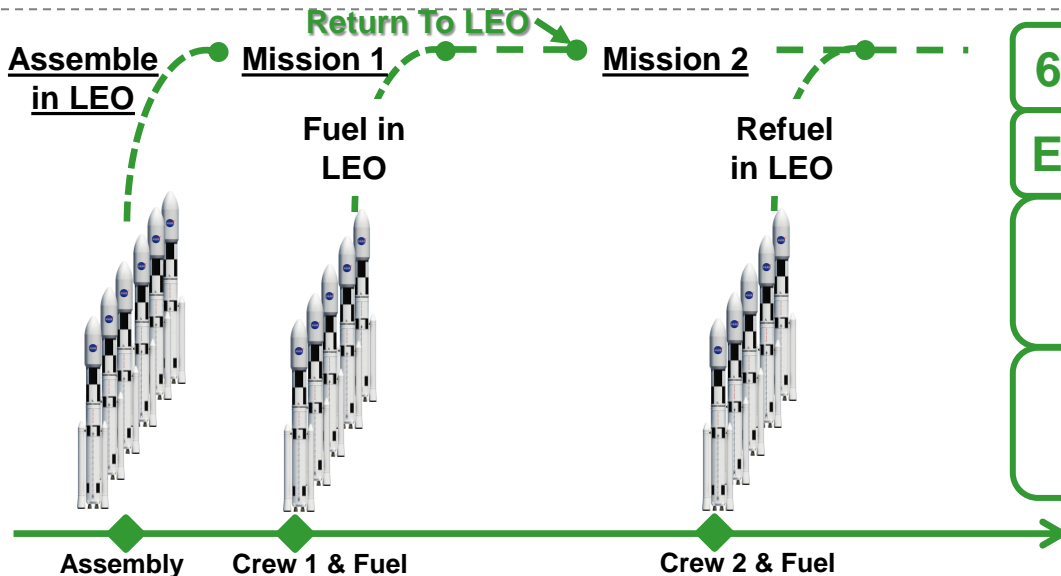 Return To LEO
Assemble
in LEO
Mission 1
Mission 2
Fuel in
LEO
Refuel
in LEO
6
E
Assembly
Crew 1 & Fuel
Crew 2 & Fuel